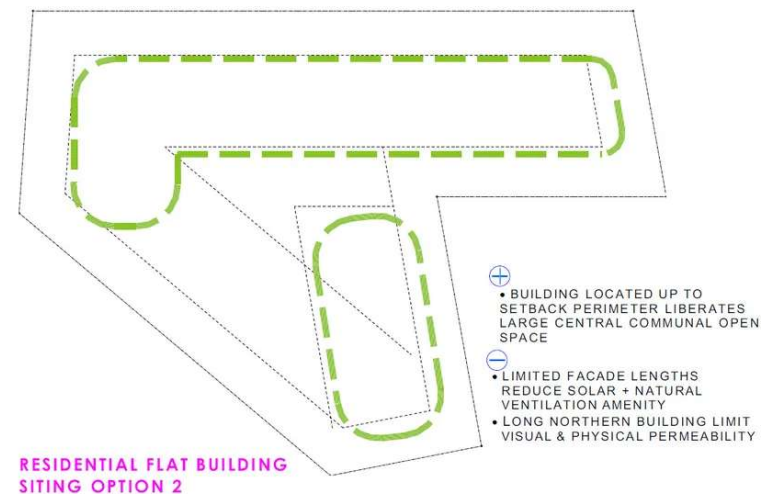 • BUILDING LOCATED UP TO
SETBACK PERIMETER LIBERATES
LARGE CENTRAL COMMUNAL OPEN
SPACE
• LIMITED FACADE LENGTHS
REDUCE SOLAR + NATURAL
VENTILATION AMENITY
• LONG NORTHERN BUILDING LIMIT
VISUAL & PHYSICAL PERMEABILITY
RESIDENTIAL FLAT BUILDING
SITING OPTION 2